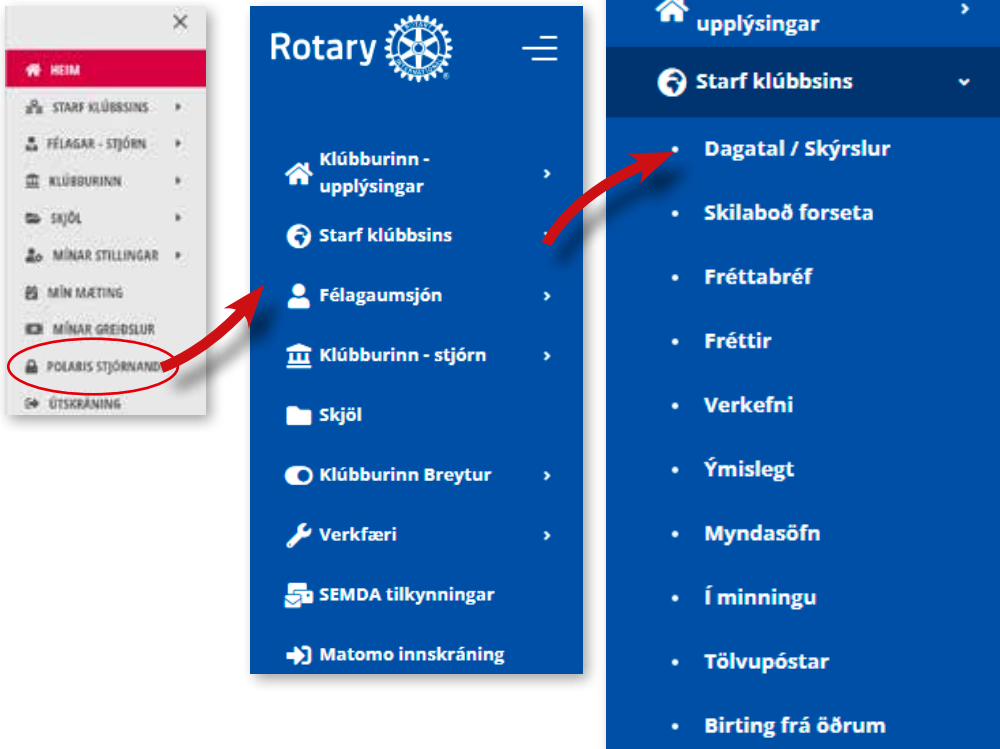 HEIM
STARF KLÚBBSINS
FÉLAGAR - STJÓRN
KLÚBBURINN
SKJÖL
MÍNAR STILLINGAR
MÍN MÆTING
MÍNAR GREIÐSLUR
POLARIS STJÓRNAND
ÚTSKRÁNING
Rotary
Klúbburinn -
upplýsingar
Starf klúbbsins
Félagaumsjón
Klúbburinn - stjórn
Skjöl
Klúbburinn Breytur
Verkfæri
SEMDA tilkynningar
Matomo innskráning
upplýsingar
Starf klúbbsins
Dagatal / Skýrslur
Skilaboð forseta
Fréttabréf
Fréttir
Verkefni
Ýmislegt
Myndasöfn
Í minningu
Tölvupóstar
Birting frá öðrum